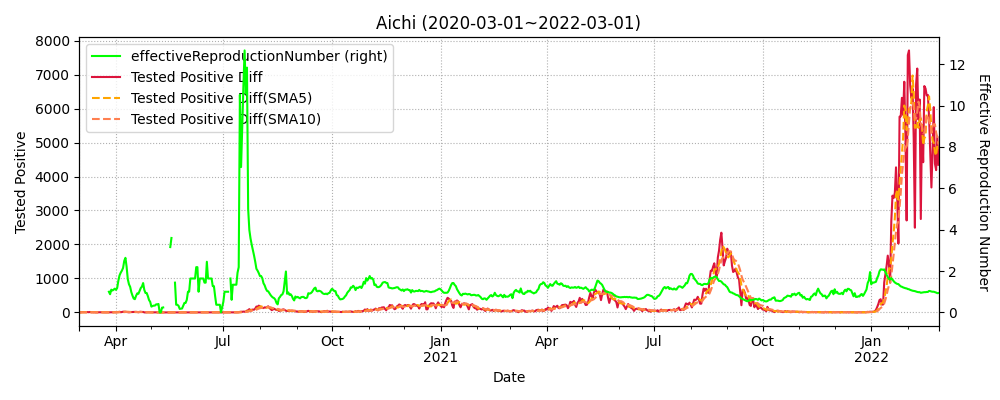 Aichi (2020-03-01~2022-03-01)
effectiveReproductionNumber (right)
Tested Positive Diff
Tested Positive Diff(SMA5)
Tested Positive Diff(SMA10)
8000
7000
6000
5000
4000
3000
2000
1000
0
Tested Positive
12
10
8
6
4
2
0
Effective Reproduction Number
Apr Jul Oct Jan Apr Jul Oct Jan
2021 2022
Date